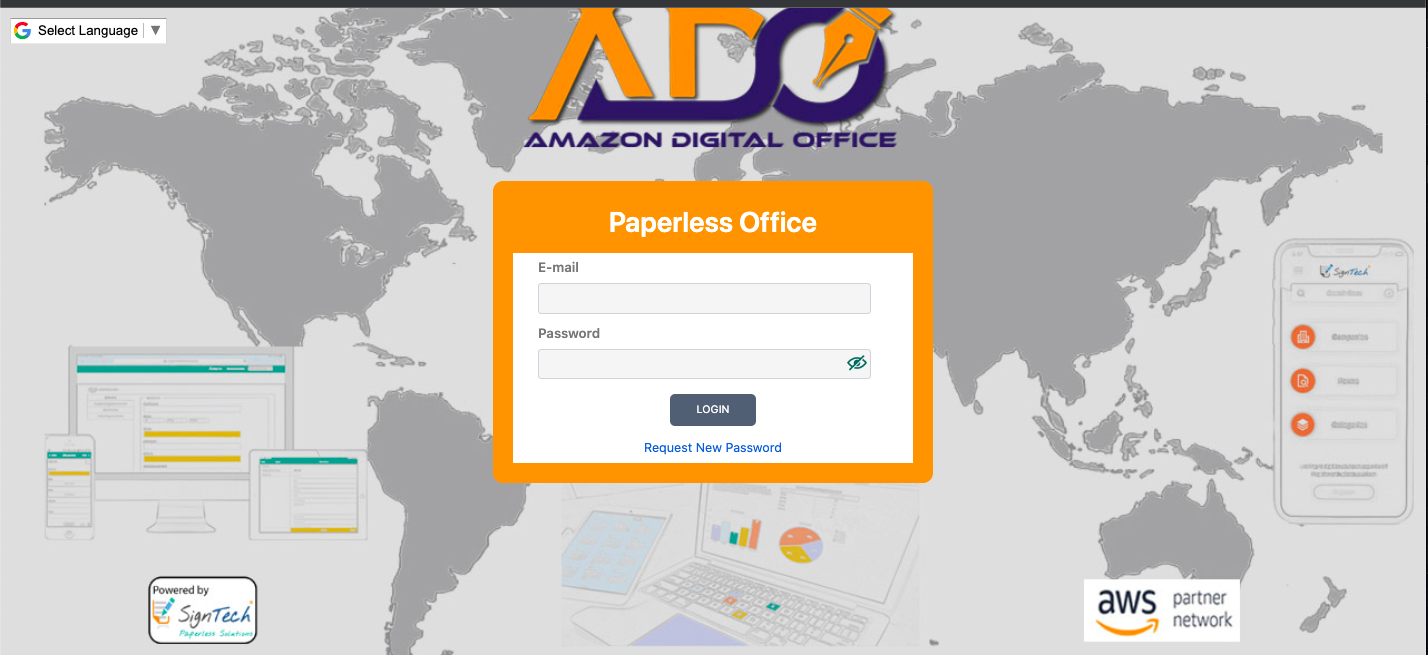 Select Language
ADO
AMAZON DIGITAL OFFICE
Paperless Office
E-mail
Password
LOGIN
Request New Password
SignTech
Powered by
SignTech
Paperless Solutions
aws partner
network